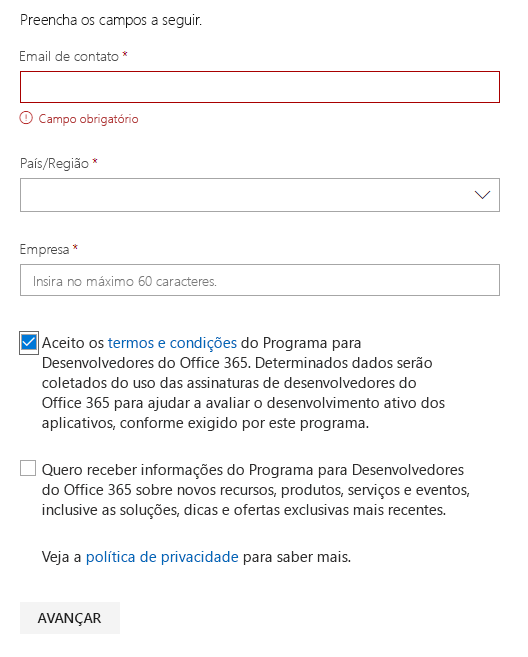 Preencha os campos a seguir.
Email de contato *
Campo obrigatório
País/Região *
Empresa *
Insira no máximo 60 caracteres.
Aceito os termos e condições do Programa para
Desenvolvedores do Office 365. Determinados dados serão
coletados do uso das assinaturas de desenvolvedores do
Office 365 para ajudar a avaliar o desenvolvimento ativo dos
aplicativos, conforme exigido por este programa.
Quero receber informações do Programa para Desenvolvedores
do Office 365 sobre novos recursos, produtos, serviços e eventos,
inclusive as soluções, dicas e ofertas exclusivas mais recentes.
Veja a política de privacidade para saber mais.
AVANÇAR